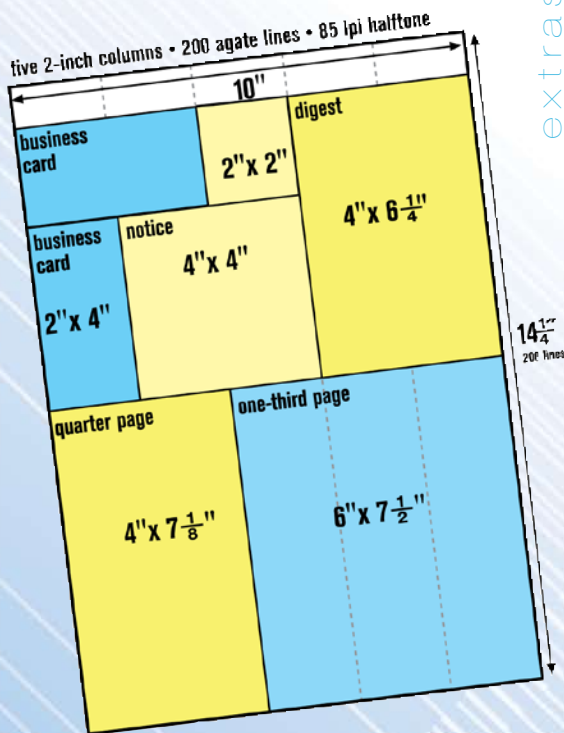 five 2-inch columns • 200 agate lines • 85 lpi halftone
10"
business
card
2"x 2"
digest
4"x 6 1/4"
business
card
2"x 4"
notice
4"x 4"
14 1/4"
200 lines
quarter page
4"x 7 1/8"
one-third page
6"x 7 1/2"
extras